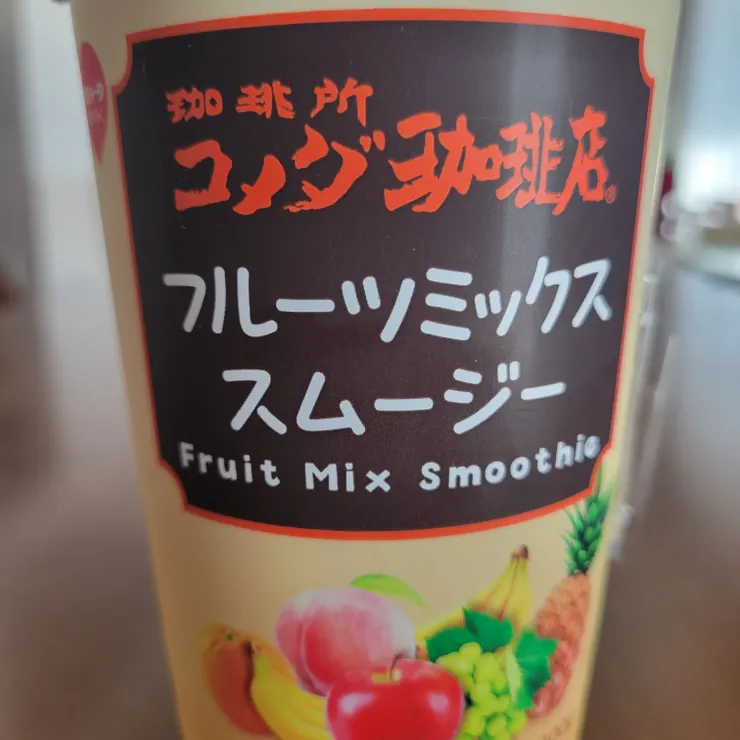 珈琲所
コメダ珈琲店®
フルーツミックス
スムージー
Fruit Mix Smoothie